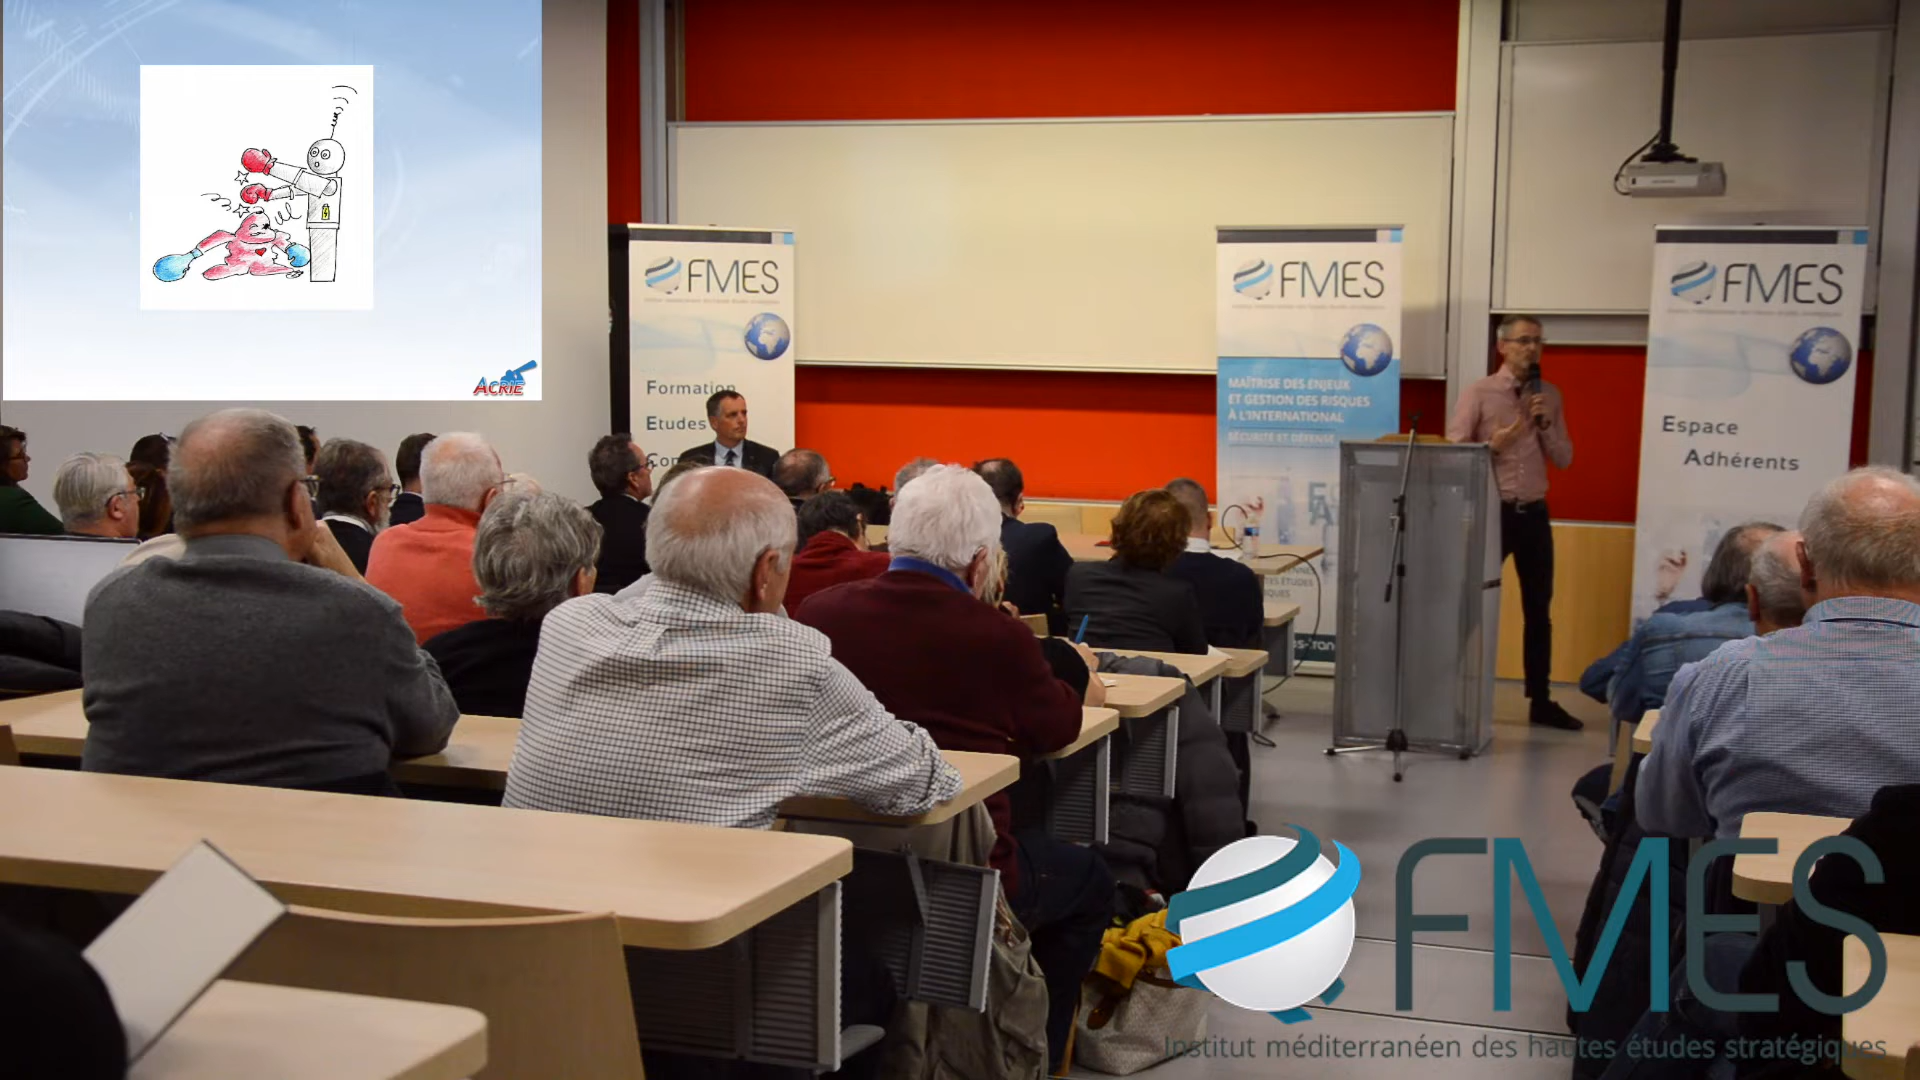 ACRIE
FMES
Formation
Etudes
FMES
MAÎTRISE DES ENJEUX
ET GESTION DES RISQUES
À L'INTERNATIONAL
SÉCURITÉ ET DÉFENSE
FMES
Espace
Adhérents
FMES
Institut méditerranéen des hautes études stratégiques